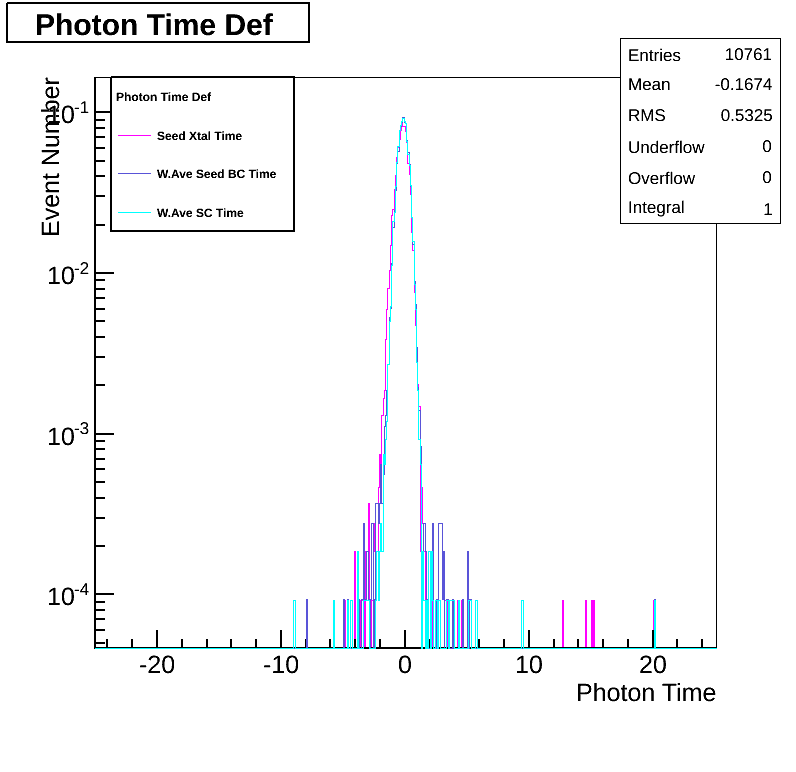 Photon Time Def
Entries 10761
Mean -0.1674
RMS 0.5325
Underflow 0
Overflow 0
Integral 1
Photon Time Def
Seed Xtal Time
W.Ave Seed BC Time
W.Ave SC Time
Event Number
10-1
10-2
10-3
10-4
-20 -10 0 10 20
Photon Time